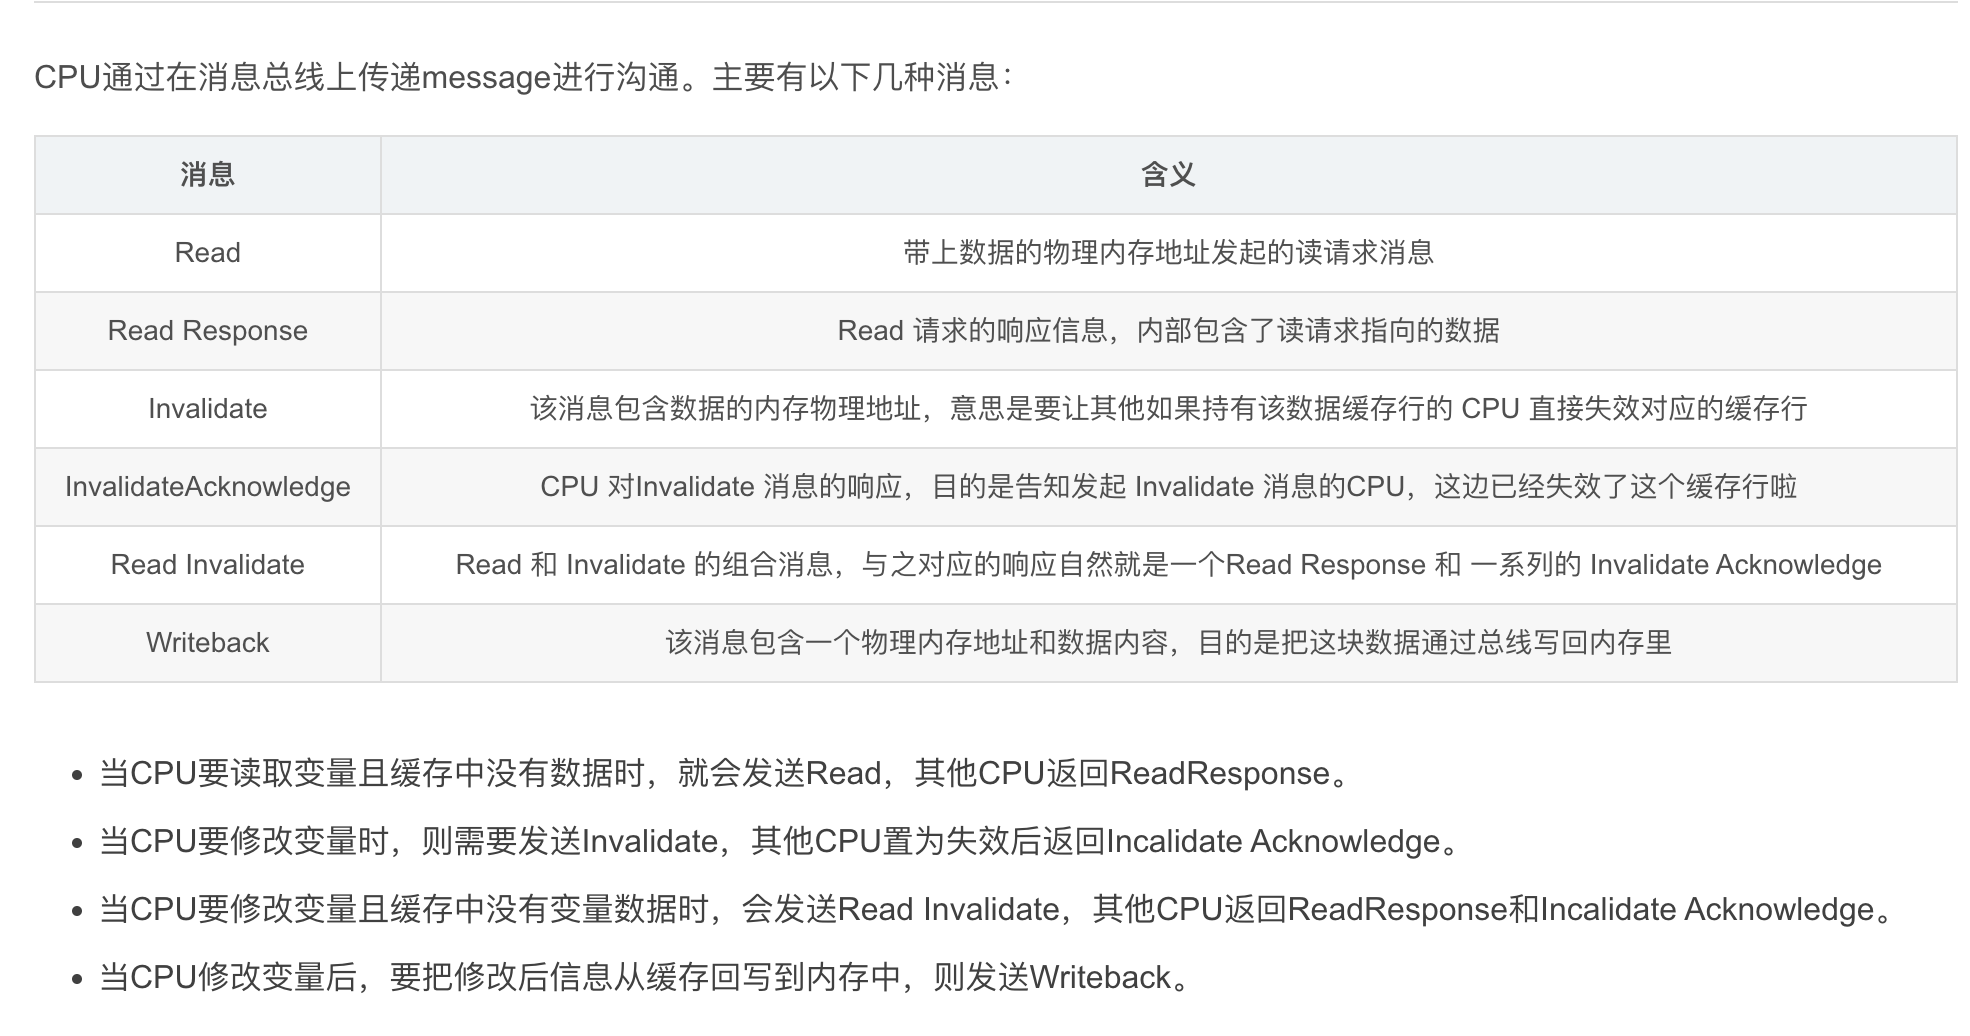 CPU通过在消息总线上传递message进行沟通。主要有以下几种消息：
消息 含义
Read 带上数据的物理内存地址发起的读请求消息
Read Response Read 请求的响应信息，内部包含了读请求指向的数据
Invalidate 该消息包含数据的内存物理地址，意思是要让其他如果持有该数据缓存行的 CPU 直接失效对应的缓存行
InvalidateAcknowledge CPU 对Invalidate 消息的响应，目的是告知发起 Invalidate 消息的CPU，这边已经失效了这个缓存行啦
Read Invalidate Read 和 Invalidate 的组合消息，与之对应的响应自然就是一个Read Response 和 一系列的 Invalidate Acknowledge
Writeback 该消息包含一个物理内存地址和数据内容，目的是把这块数据通过总线写回内存里
• 当CPU要读取变量且缓存中没有数据时，就会发送Read，其他CPU返回ReadResponse。
• 当CPU要修改变量时，则需要发送Invalidate，其他CPU置为失效后返回Incalidate Acknowledge。
• 当CPU要修改变量且缓存中没有变量数据时，会发送Read Invalidate，其他CPU返回ReadResponse和Incalidate Acknowledge。
• 当CPU修改变量后，要把修改后信息从缓存回写到内存中，则发送Writeback。